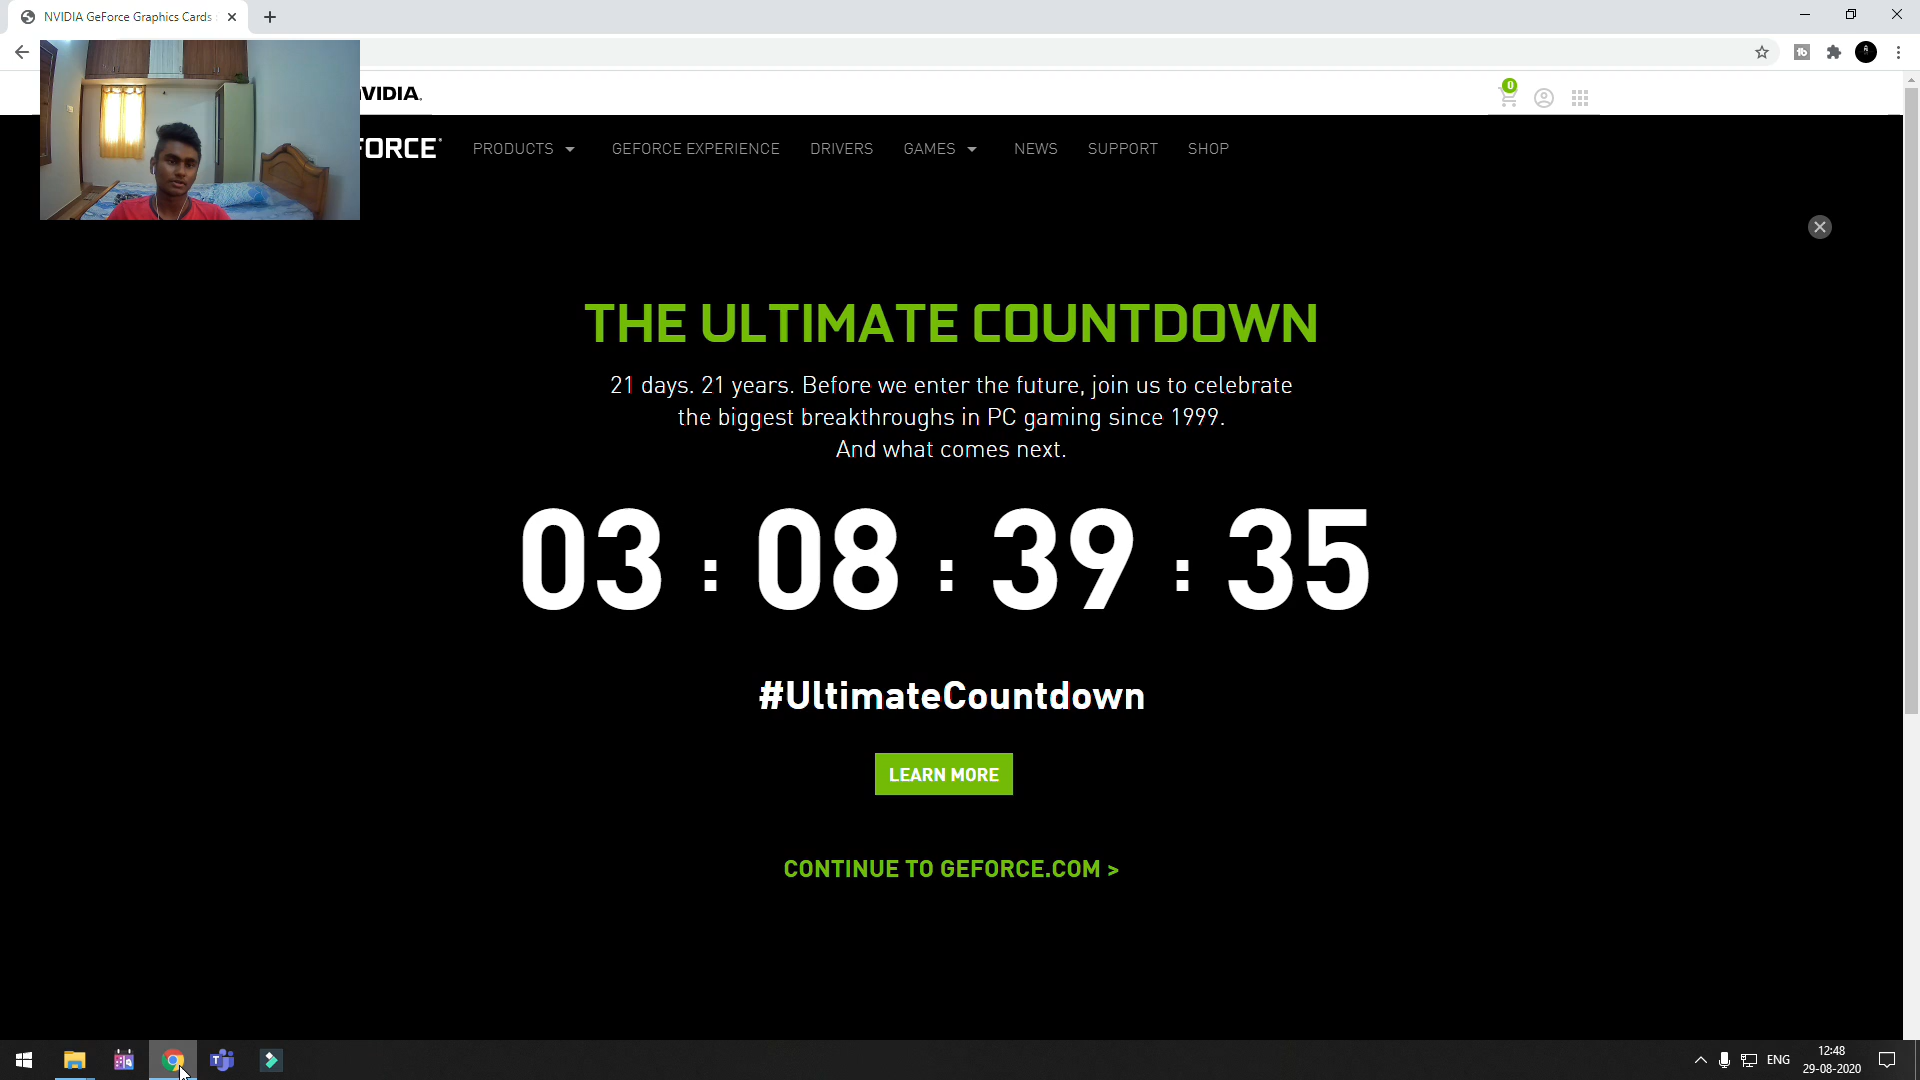 NVIDIA GeForce Graphics Cards
0
VIDIA.
FORCE
PRODUCTS
GEFORCE EXPERIENCE
DRIVERS
GAMES
NEWS
SUPPORT
SHOP
THE ULTIMATE COUNTDOWN
21 days. 21 years. Before we enter the future, join us to celebrate
the biggest breakthroughs in PC gaming since 1999.
And what comes next.
03 : 08 : 39 : 35
#UltimateCountdown
LEARN MORE
CONTINUE TO GEFORCE.COM >
ENG
12:48
29-08-2020